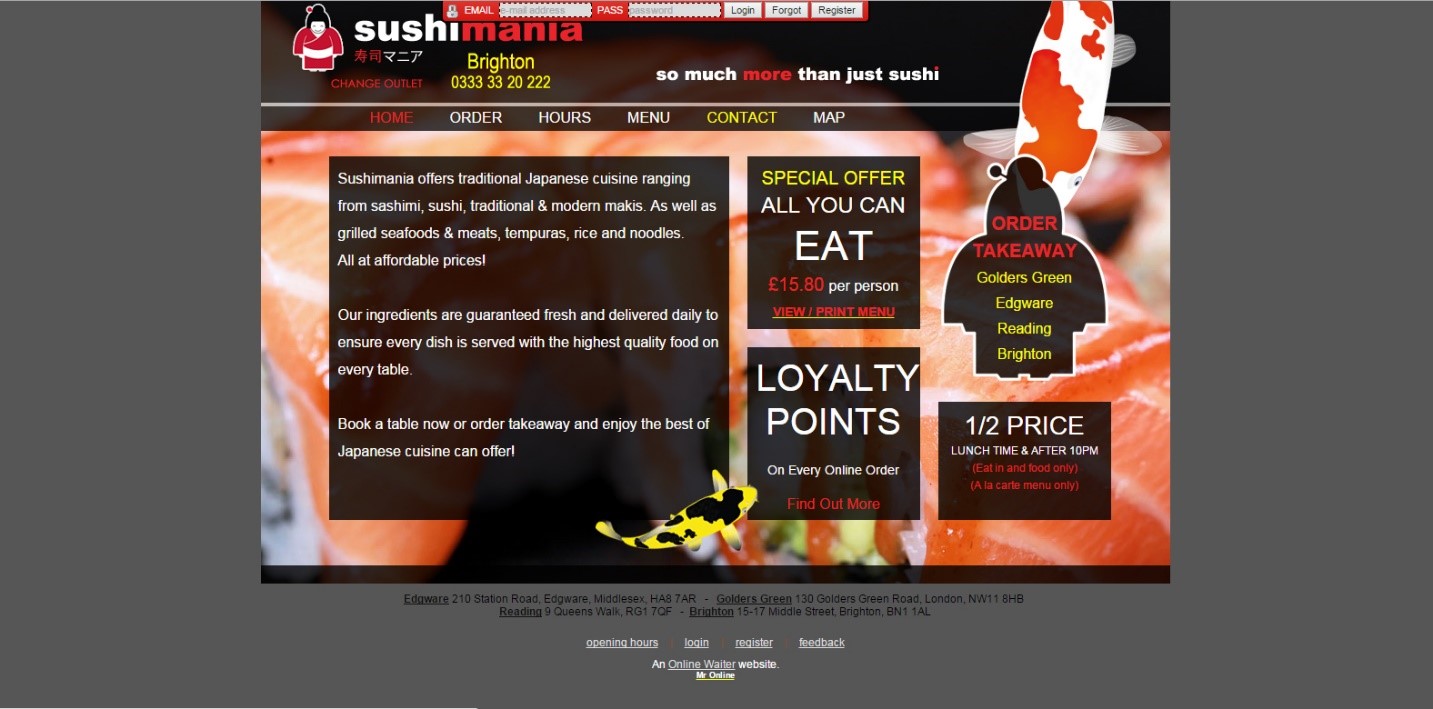 EMAIL e-mail address PASS password Login Forgot Register
sushimania
寿司マニア
CHANGE OUTLET
Brighton
0333 33 20 222
so much more than just sushi
HOME ORDER HOURS MENU CONTACT MAP
Sushimania offers traditional Japanese cuisine ranging
from sashimi, sushi, traditional & modern makis. As well as
grilled seafoods & meats, tempuras, rice and noodles.
All at affordable prices!
Our ingredients are guaranteed fresh and delivered daily to
ensure every dish is served with the highest quality food on
every table.
Book a table now or order takeaway and enjoy the best of
Japanese cuisine can offer!
SPECIAL OFFER
ALL YOU CAN
EAT
£15.80 per person
VIEW / PRINT MENU
LOYALTY
POINTS
On Every Online Order
Find Out More
ORDER
TAKEAWAY
Golders Green
Edgware
Reading
Brighton
1/2 PRICE
LUNCH TIME & AFTER 10PM
(Eat in and food only)
(A la carte menu only)
Edgware 210 Station Road, Edgware, Middlesex, HA8 7AR - Golders Green 130 Golders Green Road, London, NW11 8HB
Reading 9 Queens Walk, RG1 7QF - Brighton 15-17 Middle Street, Brighton, BN1 1AL
opening hours | login | register | feedback
An Online Waiter website.
Mr Online